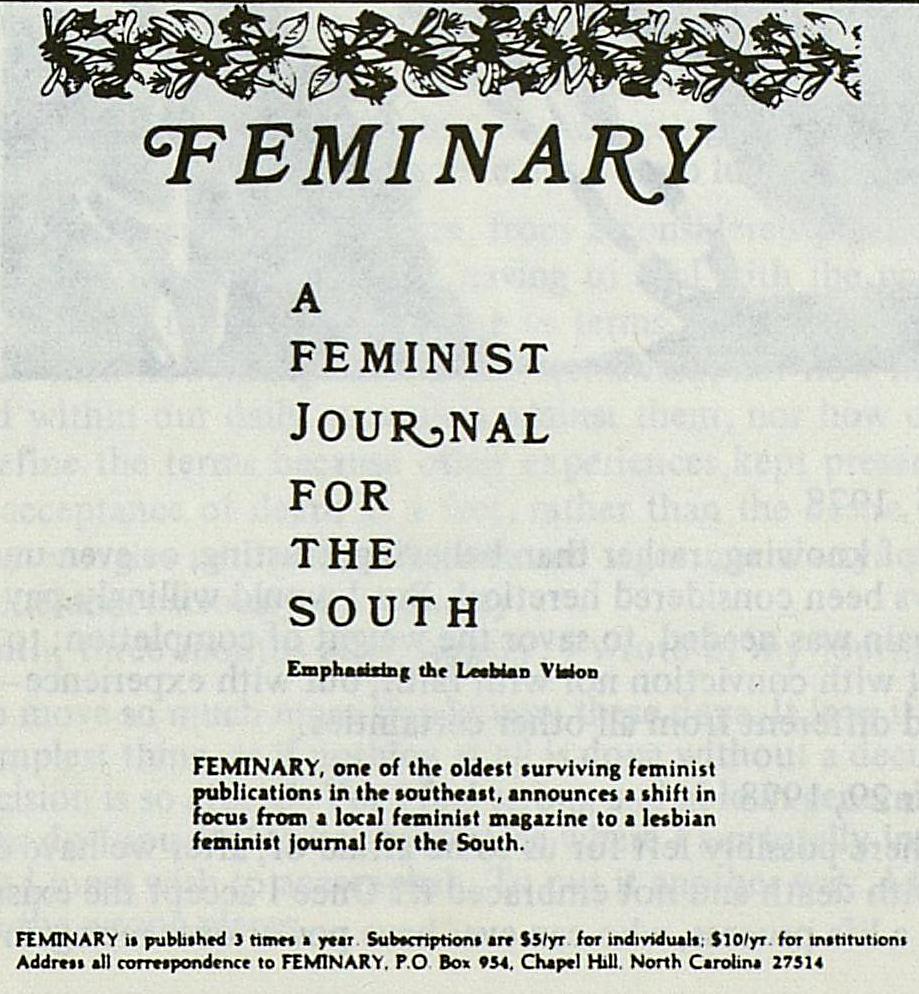 FEMINARY
A
FEMINIST
JOURNAL
FOR
THE
SOUTH
Emphasizing the Lesbian Vision
FEMINARY, one of the oldest surviving feminist
publications in the southeast, announces a shift in
focus from a local feminist magazine to a lesbian
feminist journal for the South.
FEMINARY is published 3 times a year. Subscriptions are $5/yr. for individuals; $10/yr. for institutions
Address all correspondence to FEMINARY, P.O. Box 954, Chapel Hill, North Carolina 27514